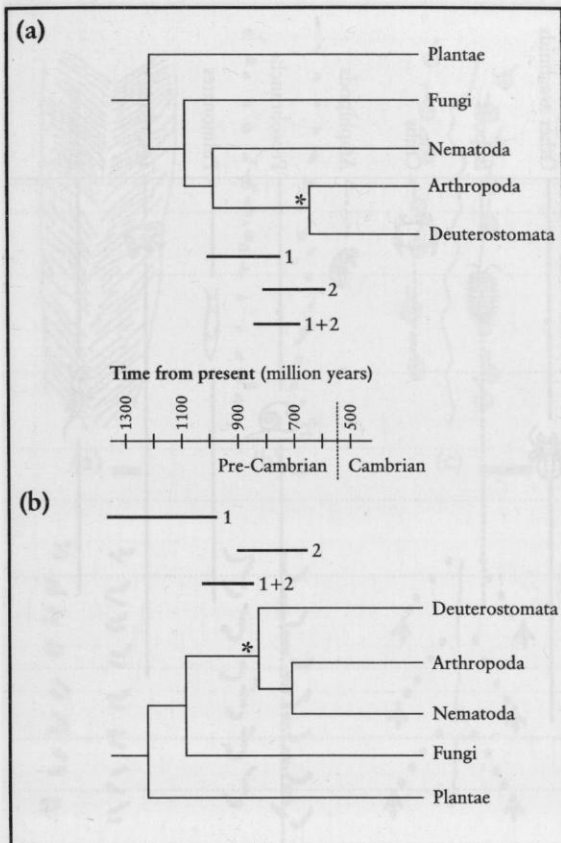 (a)
Plantae
Fungi
Nematoda
* Arthropoda
Deuterostomata
1
2
1+2
Time from present (million years)
1300 1100 900 700 500
Pre-Cambrian Cambrian
(b)
1
2
1+2
Deuterostomata
*
Arthropoda
Nematoda
Fungi
Plantae